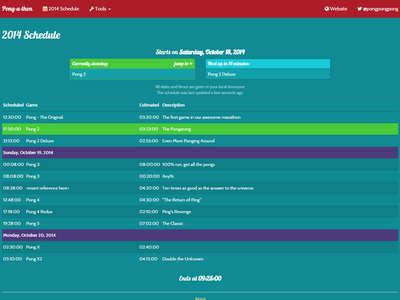 Pong-a-thon 2014 Schedule Tools Website @pongpongpong
2014 Schedule
Starts on Saturday, October 18, 2014
Currently showing: jump to
Pong 2
Next up in 19 minutes:
Pong 2 Deluxe
All dates and times are given in your local timezone.
The schedule was last updated a few seconds ago.
Scheduled Game Estimated Description
12:30:00 Pong - The Original 05:20:00 The first game in our awesome marathon
17:50:00 Pong 2 03:23:00 The Ponganing
21:13:00 Pong 2 Deluxe 02:55:00 Even More Ponging Around
Sunday, October 19, 2014
00:08:00 Pong 3 08:00:00 100% run, get all the pongs
08:08:00 Pong 3 00:20:00 Any%
08:28:00 <insert reference here> 04:20:00 Ten times as good as the answer to the universe.
12:48:00 Pong 4 04:30:00 "The Return of Ping"
17:18:00 Pong 4 Redux 02:10:00 Ping's Revenge
19:28:00 Pong 5 07:02:00 The Classic
Monday, October 20, 2014
02:30:00 Pong X 02:40:00
05:10:00 Pong X2 04:15:00 Double the Unknown
Ends at 09:25:00